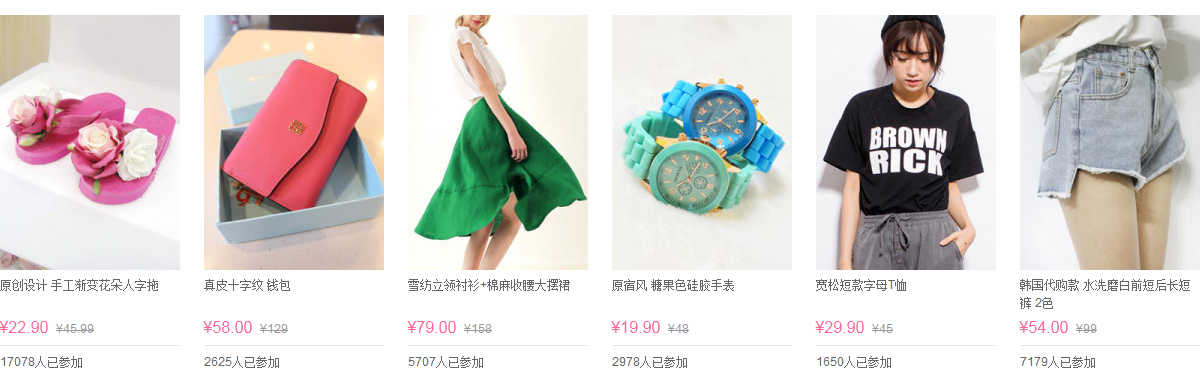 BROWN
RICK
原创设计 手工渐变花朵人字拖
¥22.90 ¥45.99
17078人已参加
真皮十字纹 钱包
¥58.00 ¥129
2625人已参加
雪纺立领衬衫+棉麻收腰大摆裙
¥79.00 ¥158
5707人已参加
原宿风 糖果色硅胶手表
¥19.90 ¥48
2978人已参加
宽松短款字母T恤
¥29.90 ¥45
1650人已参加
韩国代购款 水洗磨白前短后长短
裤 2色
¥54.00 ¥99
7179人已参加